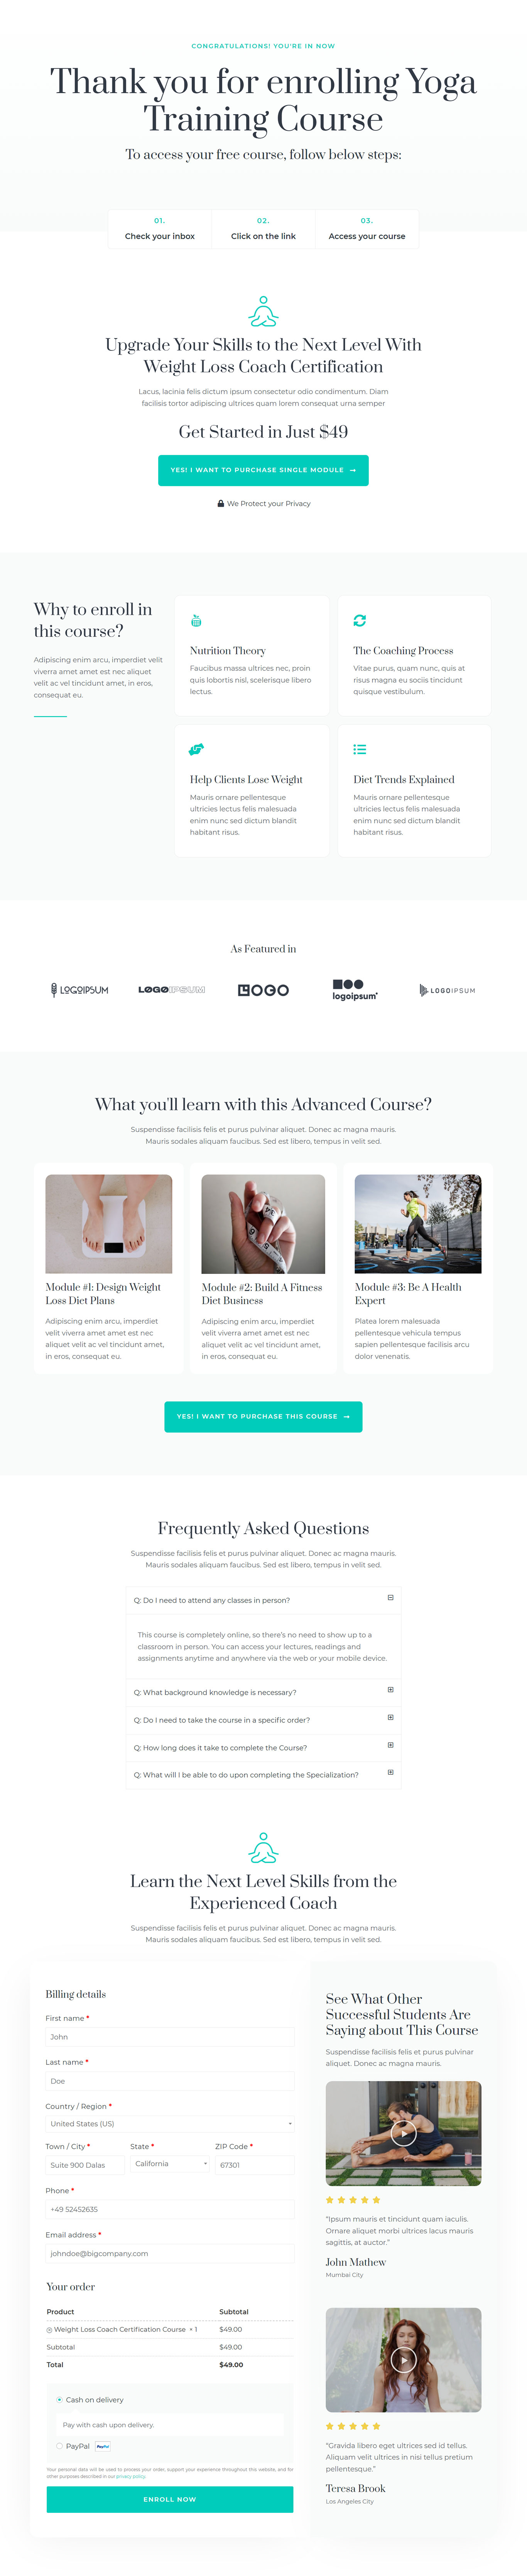 CONGRATULATIONS! YOU'RE IN NOW
Thank you for enrolling Yoga
Training Course
To access your free course, follow below steps:
01.
Check your inbox
02.
Click on the link
03.
Access your course
Upgrade Your Skills to the Next Level With
Weight Loss Coach Certification
Lacus, lacinia felis dictum ipsum consectetur odio condimentum. Diam
facilisis tortor adipiscing ultrices quam lorem consequat urna semper
Get Started in Just $49
YES! I WANT TO PURCHASE SINGLE MODULE →
We Protect your Privacy
Why to enroll in
this course?
Adipiscing enim arcu, imperdiet velit
viverra amet amet est nec aliquet
velit ac vel tincidunt amet, in eros,
consequat eu.
Nutrition Theory
Faucibus massa ultrices nec, proin
quis lobortis nisl, scelerisque libero
lectus.
The Coaching Process
Vitae purus, quam nunc, quis at
risus magna eu sociis tincidunt
quisque vestibulum.
Help Clients Lose Weight
Mauris ornare pellentesque
ultricies lectus felis malesuada
enim nunc sed dictum blandit
habitant risus.
Diet Trends Explained
Mauris ornare pellentesque
ultricies lectus felis malesuada
enim nunc sed dictum blandit
habitant risus.
As Featured in
LOGOIPSUM
LOGOIPSUM
LOGO
logoipsum
LOGOIPSUM
What you'll learn with this Advanced Course?
Suspendisse facilisis felis et purus pulvinar aliquet. Donec ac magna mauris.
Mauris sodales aliquam faucibus. Sed est libero, tempus in velit sed.
Module #1: Design Weight
Loss Diet Plans
Adipiscing enim arcu, imperdiet
velit viverra amet amet est nec
aliquet velit ac vel tincidunt amet,
in eros, consequat eu.
Module #2: Build A Fitness
Diet Business
Adipiscing enim arcu, imperdiet
velit viverra amet amet est nec
aliquet velit ac vel tincidunt amet,
in eros, consequat eu.
Module #3: Be A Health
Expert
Platea lorem malesuada
pellentesque vehicula tempus
sapien pellentesque facilisis arcu
dolor venenatis.
YES! I WANT TO PURCHASE THIS COURSE →
Frequently Asked Questions
Suspendisse facilisis felis et purus pulvinar aliquet. Donec ac magna mauris.
Mauris sodales aliquam faucibus. Sed est libero, tempus in velit sed.
Q: Do I need to attend any classes in person?
This course is completely online, so there's no need to show up to a
classroom in person. You can access your lectures, readings and
assignments anytime and anywhere via the web or your mobile device.
Q: What background knowledge is necessary?
Q: Do I need to take the course in a specific order?
Q: How long does it take to complete the Course?
Q: What will I be able to do upon completing the Specialization?
Learn the Next Level Skills from the
Experienced Coach
Suspendisse facilisis felis et purus pulvinar aliquet. Donec ac magna mauris.
Mauris sodales aliquam faucibus. Sed est libero, tempus in velit sed.
Billing details
First name *
John
Last name *
Doe
Country / Region *
United States (US)
Town / City *
Suite 900 Dalas
State *
California
ZIP Code *
67301
Phone *
+49 52452635
Email address *
johndoe@bigcompany.com
Your order
Product Subtotal
Weight Loss Coach Certification Course × 1 $49.00
Subtotal $49.00
Total $49.00
Cash on delivery
Pay with cash upon delivery.
PayPal PayPal
Your personal data will be used to process your order, support your experience throughout this website, and for
other purposes described in our privacy policy.
ENROLL NOW
See What Other
Successful Students Are
Saying about This Course
Suspendisse facilisis felis et purus pulvinar
aliquet. Donec ac magna mauris.
"Ipsum mauris et tincidunt quam iaculis.
Ornare aliquet morbi ultrices lacus mauris
sagittis, at auctor."
John Mathew
Mumbai City
"Gravida libero eget ultrices sed id tellus.
Aliquam velit ultrices in nisi tellus pretium
pellentesque."
Teresa Brook
Los Angeles City